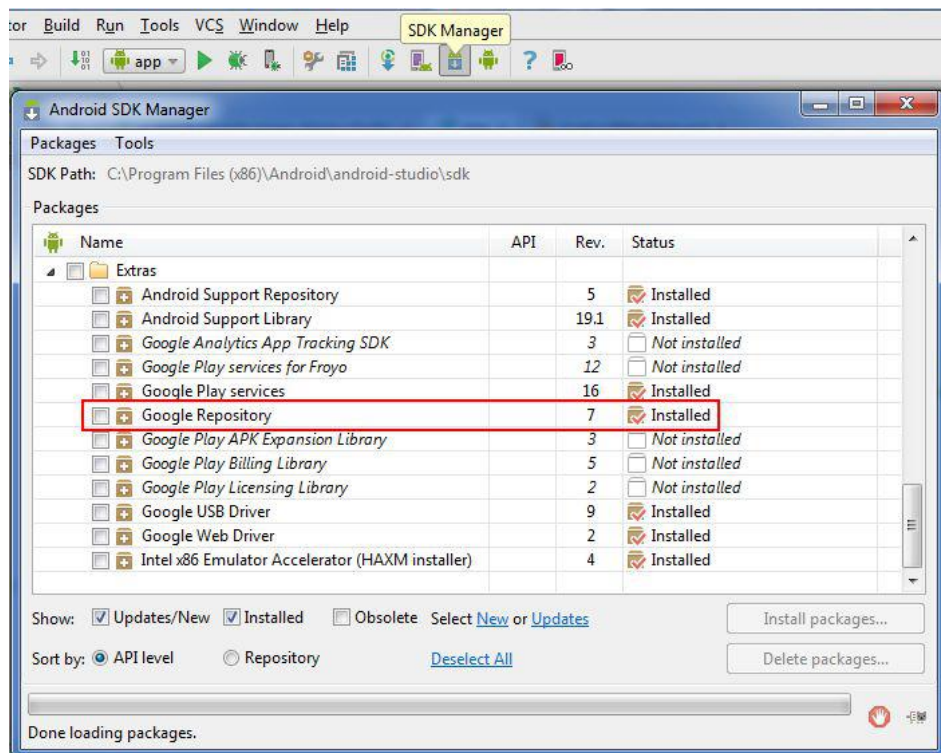 or Build Run Tools VCS Window Help
SDK Manager
app
Android SDK Manager
Packages Tools
SDK Path: C:\Program Files (x86)\Android\android-studio\sdk
Packages
Name API Rev. Status
Extras
Android Support Repository 5 Installed
Android Support Library 19.1 Installed
Google Analytics App Tracking SDK 3 Not installed
Google Play services for Froyo 12 Not installed
Google Play services 16 Installed
Google Repository 7 Installed
Google Play APK Expansion Library 3 Not installed
Google Play Billing Library 5 Not installed
Google Play Licensing Library 2 Not installed
Google USB Driver 9 Installed
Google Web Driver 2 Installed
Intel x86 Emulator Accelerator (HAXM installer) 4 Installed
Show: Updates/New Installed Obsolete Select New or Updates Install packages...
Sort by: API level Repository Deselect All Delete packages...
Done loading packages.